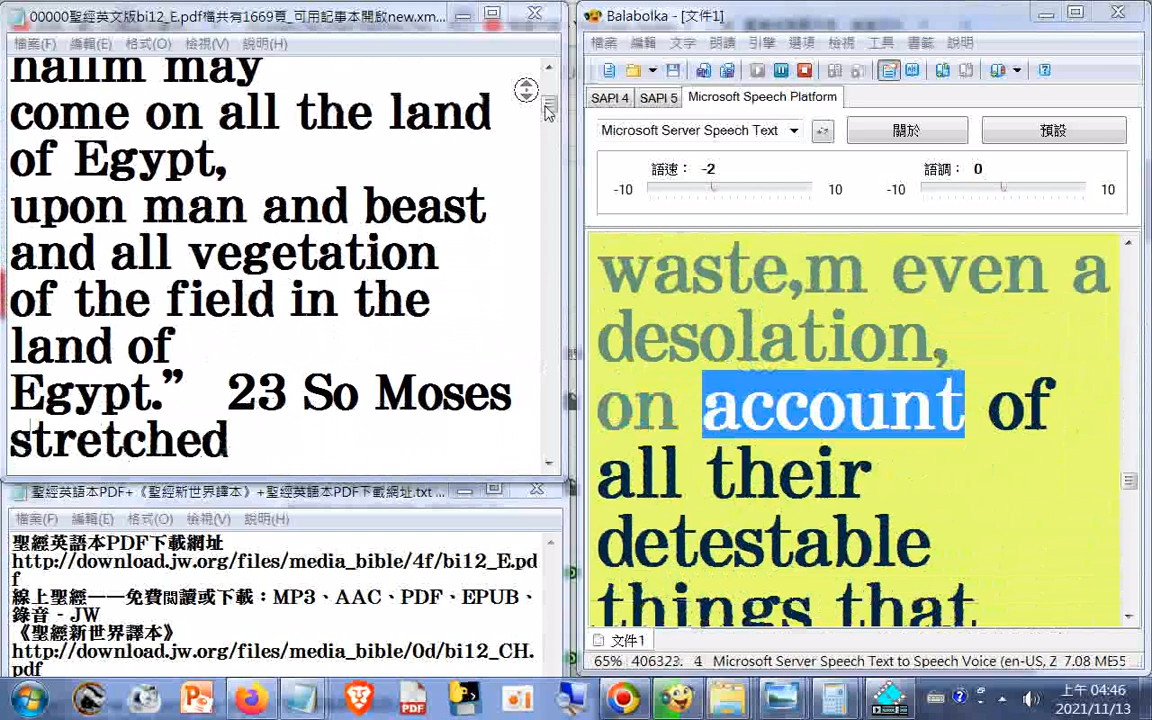 00000聖經英文版bi12_E.pdf檔共有1669頁_可用記事本開啟new.xm...
檔案(F) 編輯(E) 格式(O) 檢視(V) 說明(H)
hailm may
come on all the land
of Egypt,
upon man and beast
and all vegetation
of the field in the
land of
Egypt.” 23 So Moses
stretched
聖經英語本PDF+《聖經新世界譯本》+聖經英語本PDF下載網址.txt ...
檔案(F) 編輯(E) 格式(O) 檢視(V) 說明(H)
聖經英語本PDF下載網址
http://download.jw.org/files/media_bible/4f/bi12_E.pd
f
線上聖經——免費閱讀或下載：MP3、AAC、PDF、EPUB、
錄音 - JW
《聖經新世界譯本》
http://download.jw.org/files/media_bible/0d/bi12_CH.
pdf
Balabolka - [文件1]
檔案 編輯 文字 朗讀 引擎 選項 檢視 工具 書籤 說明
SAPI 4 SAPI 5 Microsoft Speech Platform
Microsoft Server Speech Text 關於 預設
語速： -2 語調： 0
-10 10 -10 10
waste,m even a
desolation,
on account of
all their
detestable
things that
文件1
65% 406323. 4 Microsoft Server Speech Text to Speech Voice (en-US, Z 7.08 ME55
上午 04:46
2021/11/13